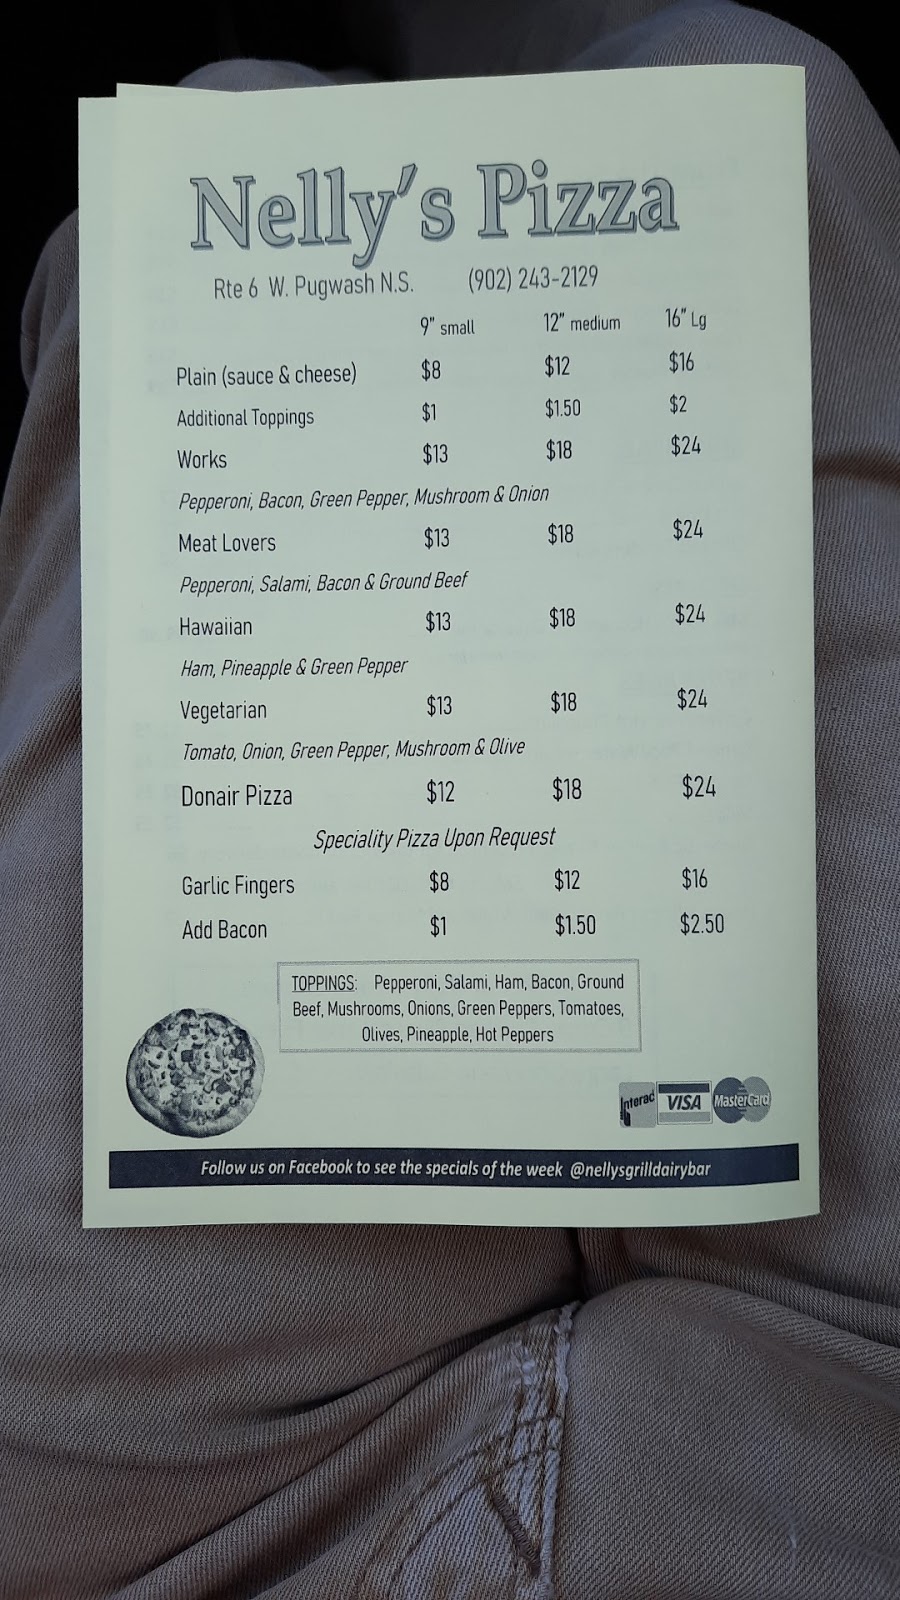 Nelly's Pizza
Rte 6 W. Pugwash N.S. (902) 243-2129
9" small 12" medium 16" Lg
Plain (sauce & cheese) $8 $12 $16
Additional Toppings $1 $1.50 $2
Works $13 $18 $24
Pepperoni, Bacon, Green Pepper, Mushroom & Onion
Meat Lovers $13 $18 $24
Pepperoni, Salami, Bacon & Ground Beef
Hawaiian $13 $18 $24
Ham, Pineapple & Green Pepper
Vegetarian $13 $18 $24
Tomato, Onion, Green Pepper, Mushroom & Olive
Donair Pizza $12 $18 $24
Speciality Pizza Upon Request
Garlic Fingers $8 $12 $16
Add Bacon $1 $1.50 $2.50
TOPPINGS: Pepperoni, Salami, Ham, Bacon, Ground
Beef, Mushrooms, Onions, Green Peppers, Tomatoes,
Olives, Pineapple, Hot Peppers
Interac VISA MasterCard
Follow us on Facebook to see the specials of the week @nellysgrilldairybar